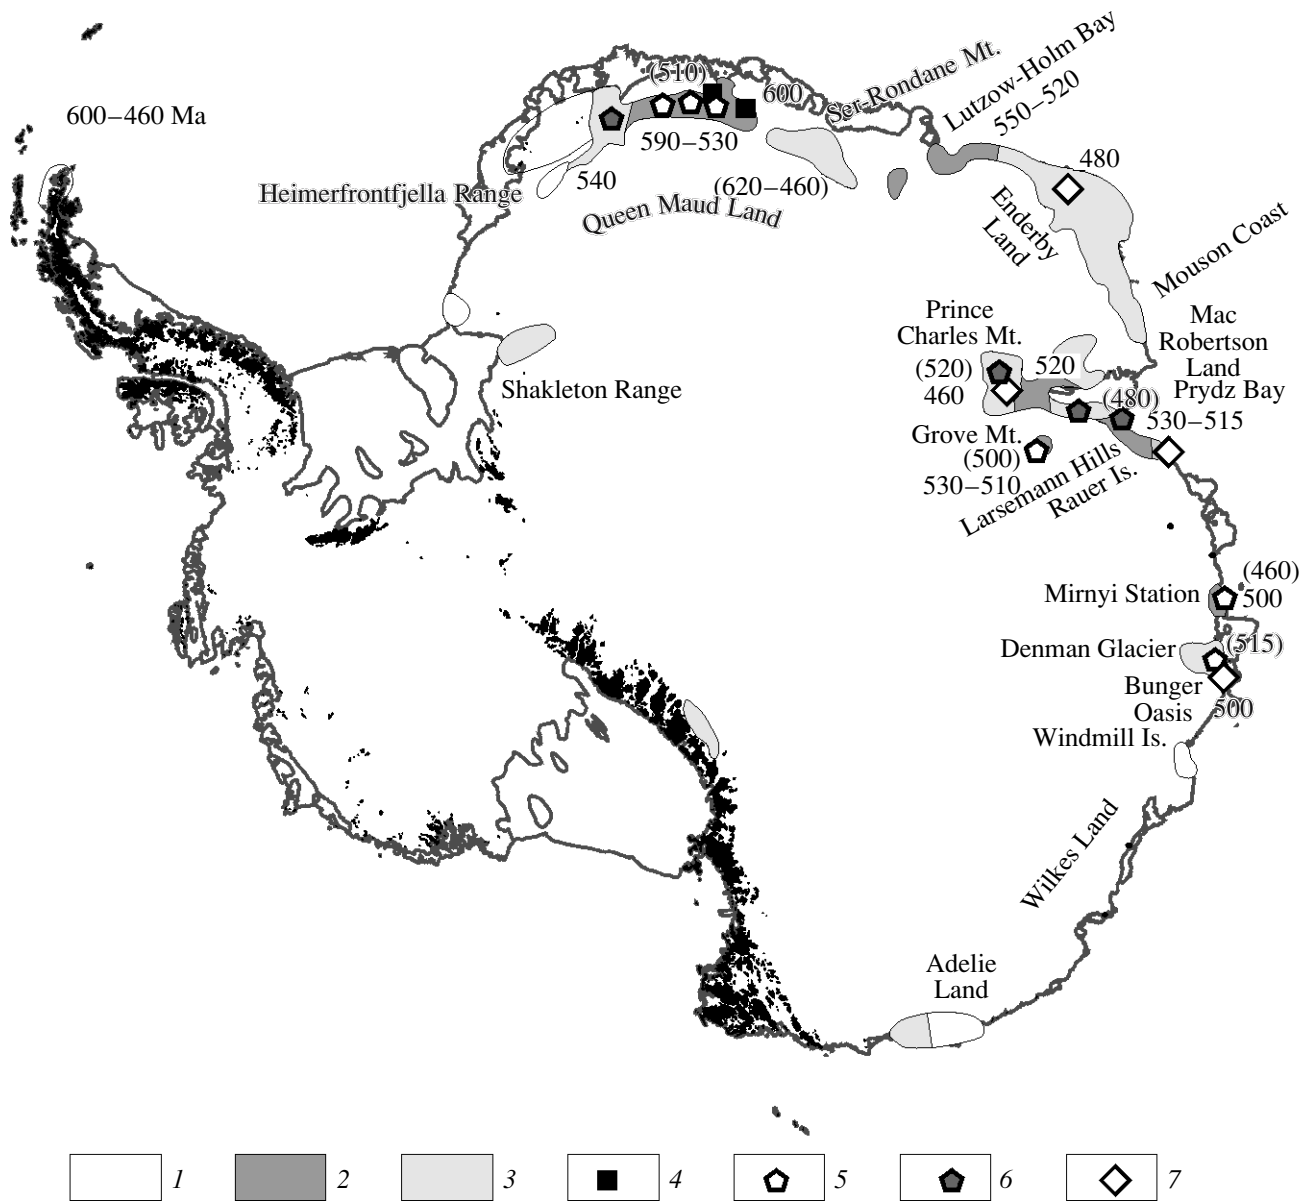 600–460 Ma
(510)
600
590–530
540
(620–460)
Heimerfrontfjella Range
Queen Maud Land
Ser-Rondane Mt.
Lutzow-Holm Bay
550–520
480
Enderby
Land
Mouson Coast
Prince
Charles Mt.
(520)
460
520
Mac
Robertson
Land
Prydz Bay
(480)
530–515
Grove Mt.
(500)
530–510
Larsemann Hills
Rauer Is.
Shakleton Range
Mirnyi Station
(460)
500
Denman Glacier
(515)
Bunger
Oasis
500
Windmill Is.
Wilkes Land
Adelie
Land
1
2
3
4
5
6
7